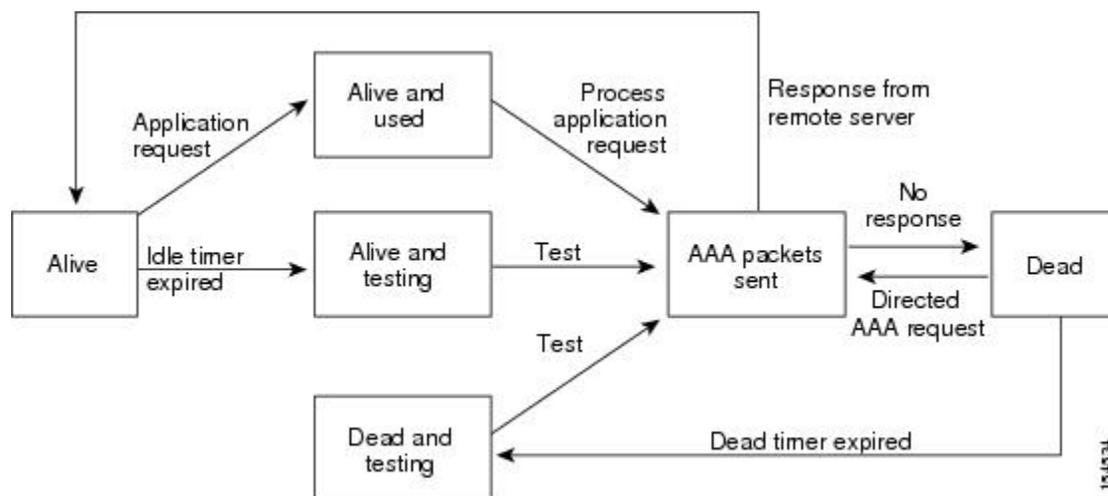 Alive and
used
Application
request
Process
application
request
Response from
remote server
Alive
Idle timer
expired
Alive and
testing
Test
AAA packets
sent
No
response
Directed
AAA request
Dead
Test
Dead and
testing
Dead timer expired